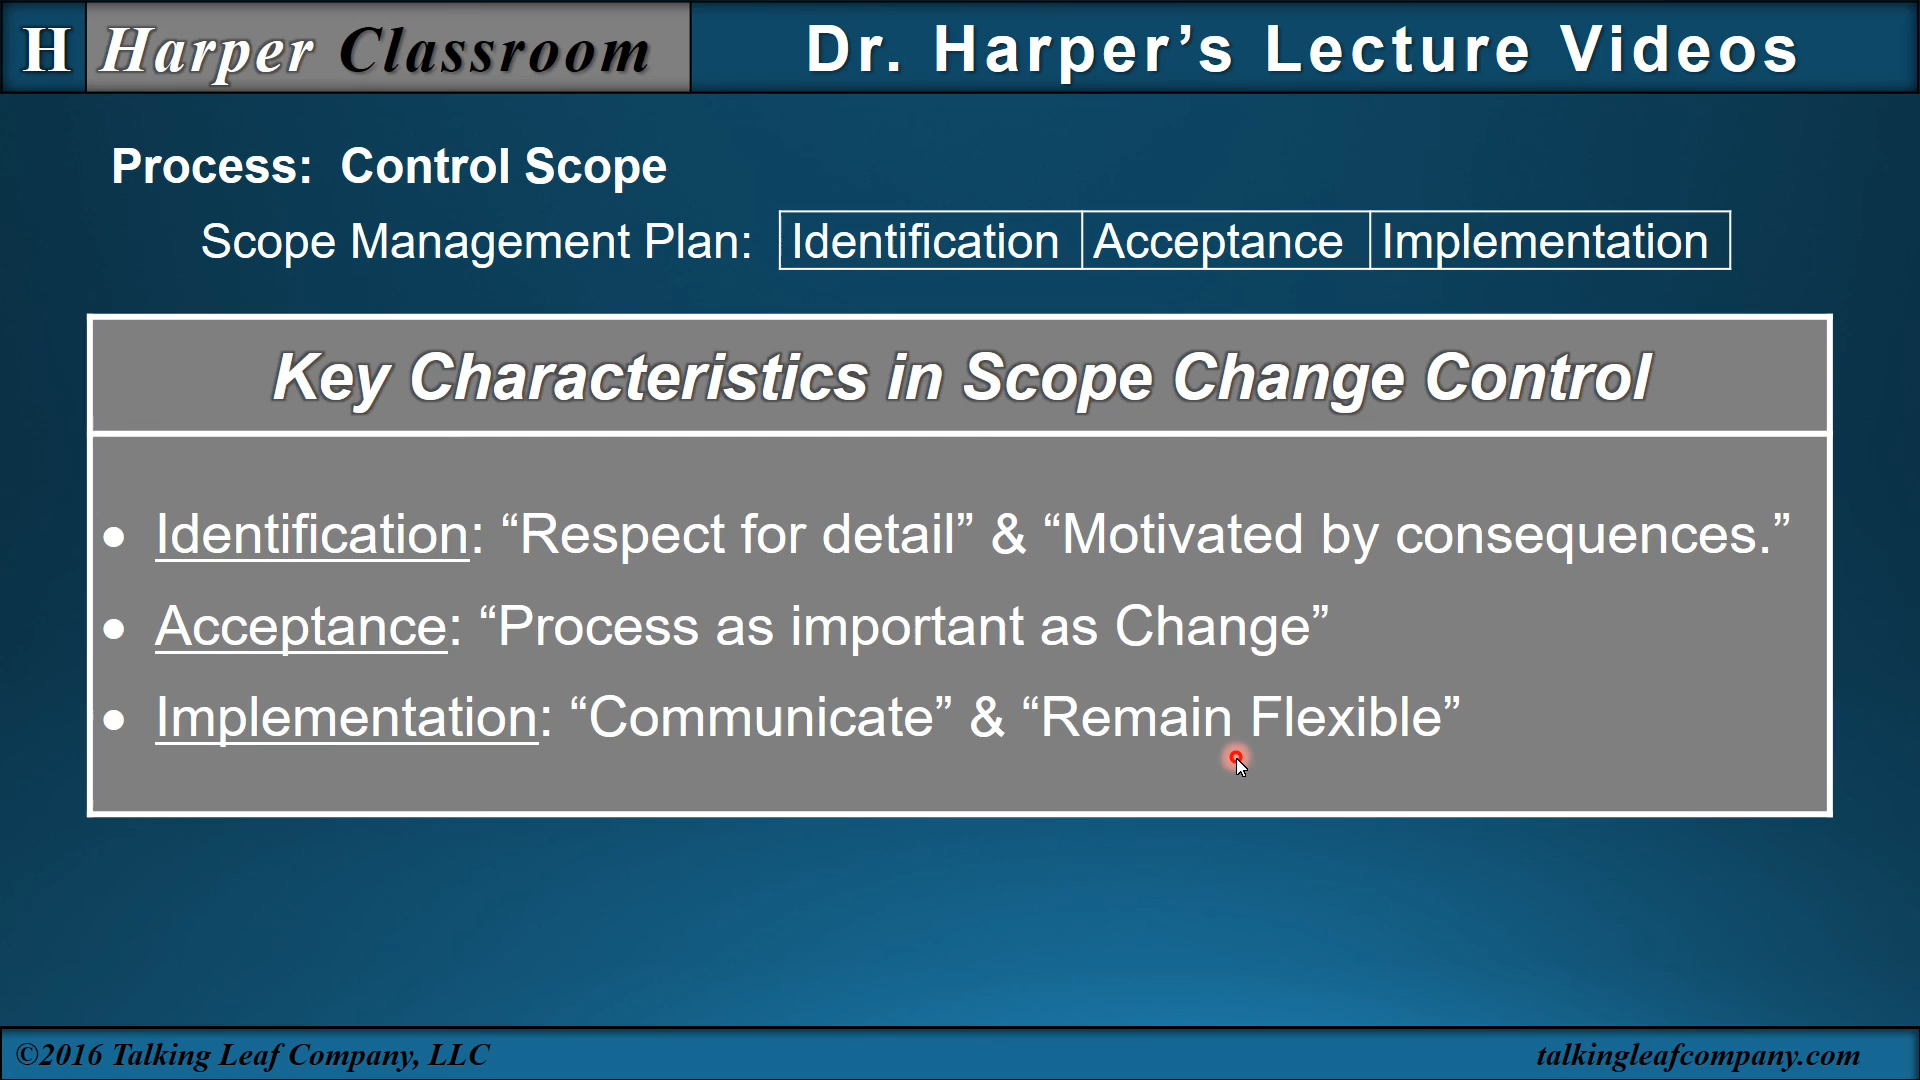 H Harper Classroom Dr. Harper’s Lecture Videos
Process: Control Scope
Scope Management Plan: Identification Acceptance Implementation
Key Characteristics in Scope Change Control
● Identification: “Respect for detail” & “Motivated by consequences.”
● Acceptance: “Process as important as Change”
● Implementation: “Communicate” & “Remain Flexible”
©2016 Talking Leaf Company, LLC talkingleafcompany.com